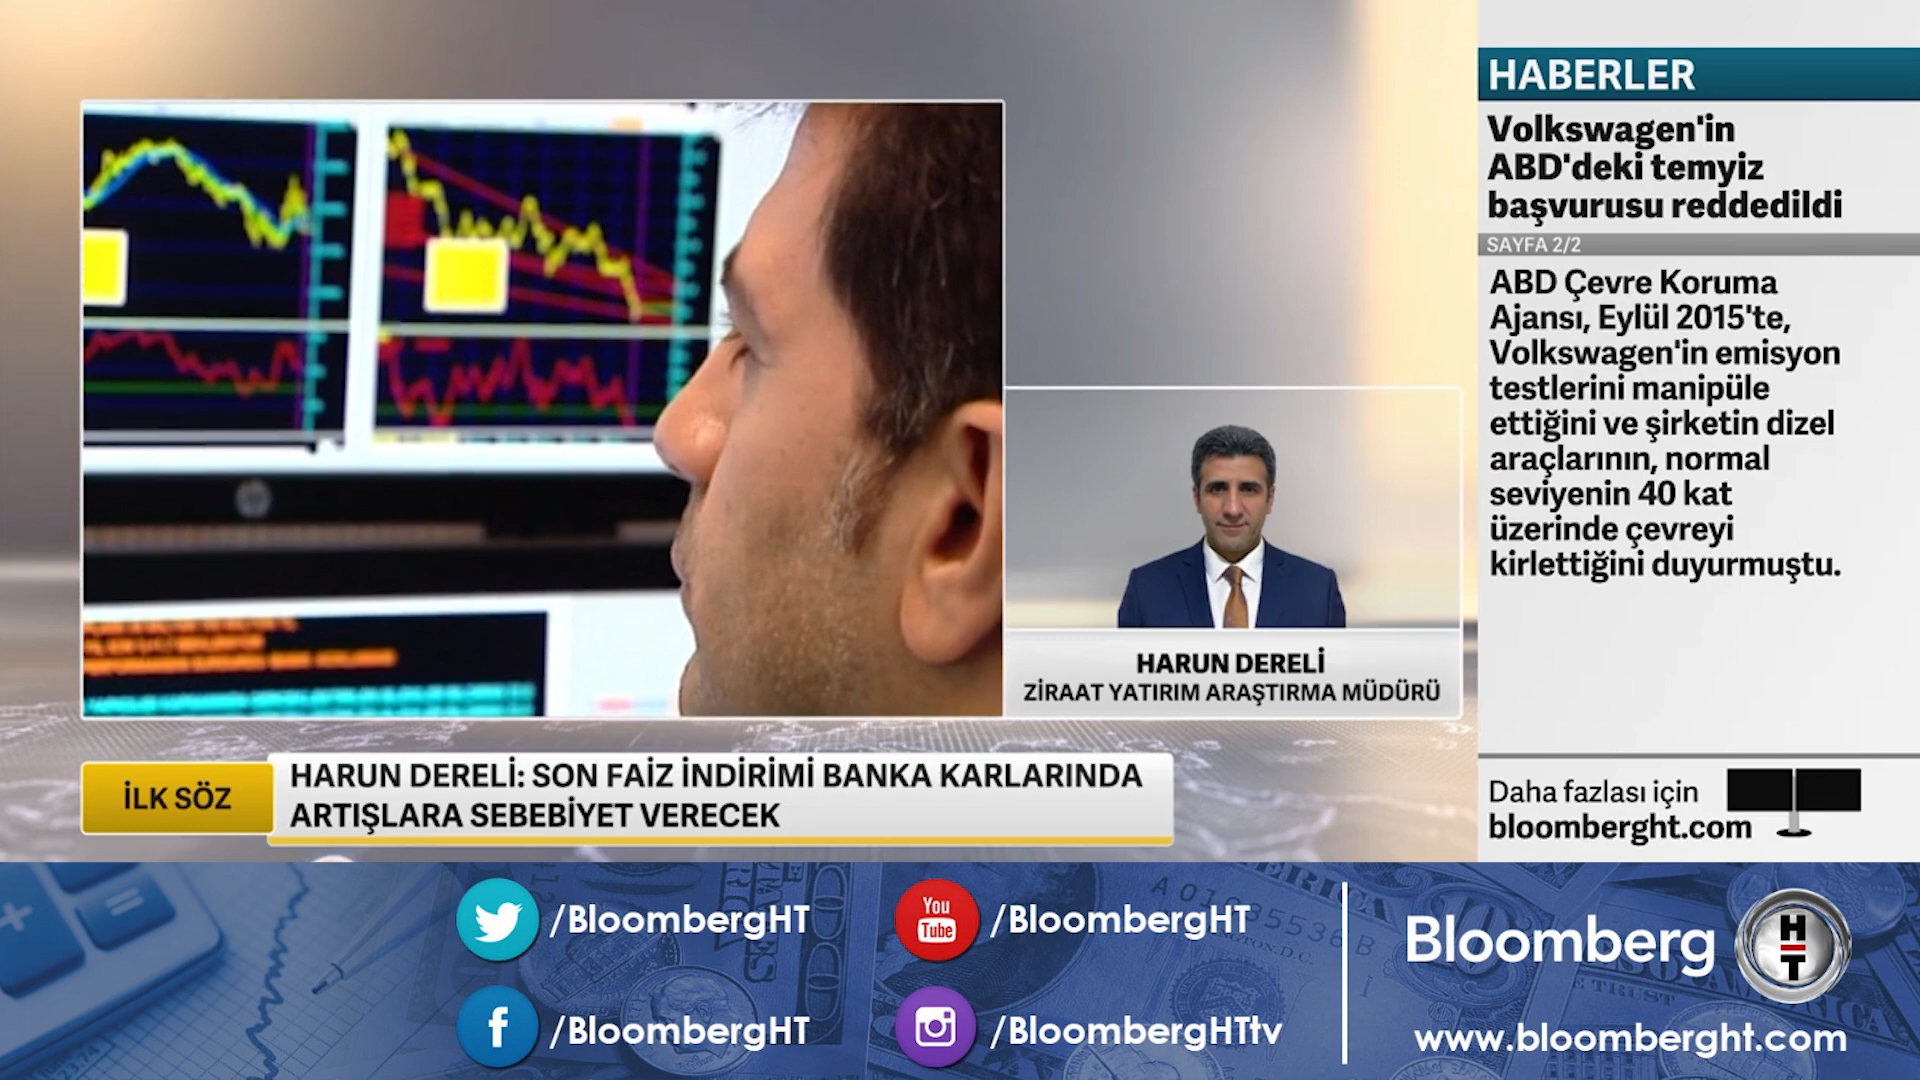 HABERLER
Volkswagen'in
ABD'deki temyiz
başvurusu reddedildi
SAYFA 2/2
ABD Çevre Koruma
Ajansı, Eylül 2015'te,
Volkswagen'in emisyon
testlerini manipüle
ettiğini ve şirketin dizel
araçlarının, normal
seviyenin 40 kat
üzerinde çevreyi
kirlettiğini duyurmuştu.
Daha fazlası için
bloomberght.com
HARUN DERELİ
ZİRAAT YATIRIM ARAŞTIRMA MÜDÜRÜ
İLK SÖZ
HARUN DERELİ: SON FAİZ İNDİRİMİ BANKA KARLARINDA
ARTIŞLARA SEBEBİYET VERECEK
/BloombergHT
You
Tube
/BloombergHT
f
/BloombergHT
/BloombergHTtv
Bloomberg
HT
www.bloomberght.com